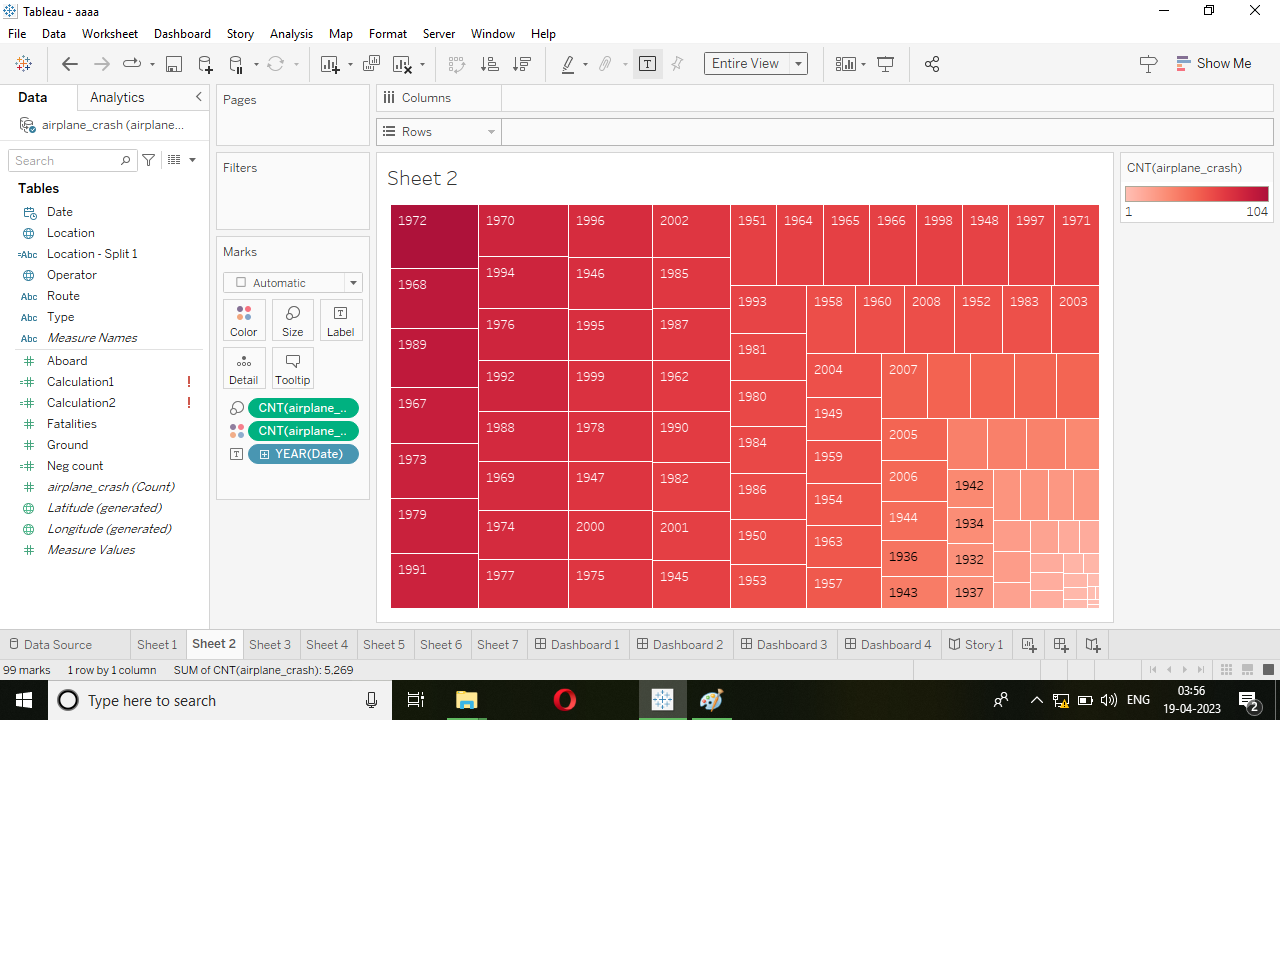 Tableau - aaaa
File Data Worksheet Dashboard Story Analysis Map Format Server Window Help
Entire View
Show Me
Data Analytics
airplane_crash (airplane...
Search
Tables
Date
Location
Abc Location - Split 1
Operator
Abc Route
Abc Type
Abc Measure Names
Aboard
Calculation1 !
Calculation2 !
Fatalities
Ground
Neg count
airplane_crash (Count)
Latitude (generated)
Longitude (generated)
Measure Values
Pages
Filters
Marks
Automatic
Color Size Label
Detail Tooltip
CNT(airplane_..
CNT(airplane_..
YEAR(Date)
Columns
Rows
Sheet 2
1972
1968
1989
1967
1973
1979
1991
1970
1994
1976
1992
1988
1969
1974
1977
1996
1946
1995
1999
1978
1947
2000
1975
2002
1985
1987
1962
1990
1982
2001
1945
1951 1964 1965 1966 1998 1948 1997 1971
1993
1981
1980
1984
1986
1950
1953
1958 1960 2008 1952 1983 2003
2004
1949
1959
1954
1963
1957
2007
2005
2006
1944
1936
1943
1942
1934
1932
1937
CNT(airplane_crash)
1 104
Data Source Sheet 1 Sheet 2 Sheet 3 Sheet 4 Sheet 5 Sheet 6 Sheet 7 Dashboard 1 Dashboard 2 Dashboard 3 Dashboard 4 Story 1
99 marks 1 row by 1 column SUM of CNT(airplane_crash): 5,269
Type here to search
ENG
03:56
19-04-2023
2